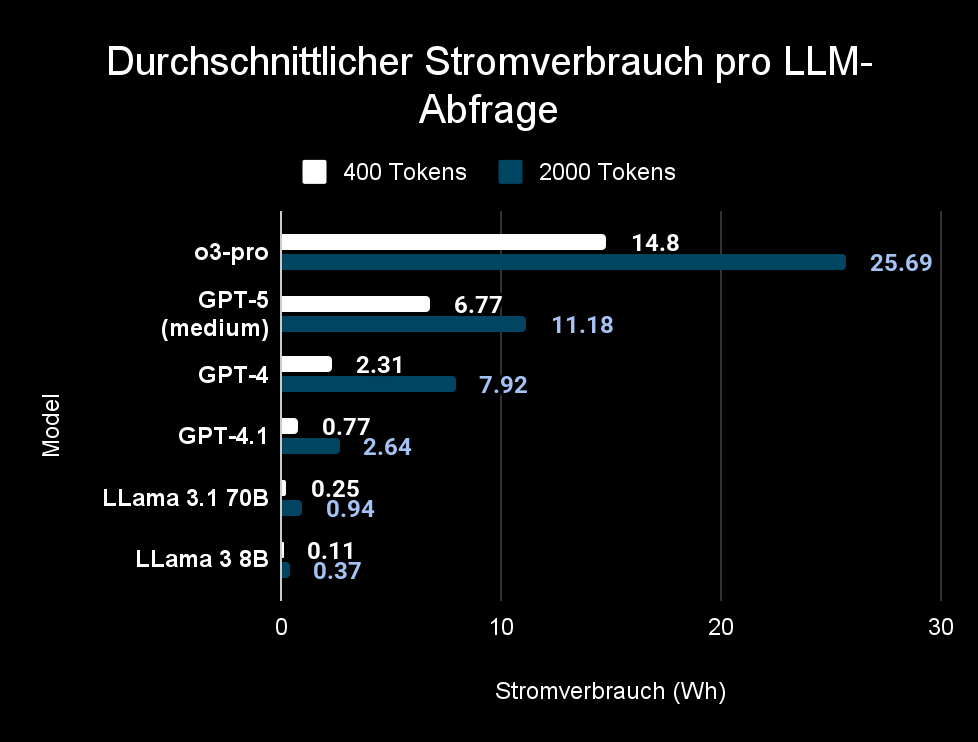 Durchschnittlicher Stromverbrauch pro LLM-
Abfrage
400 Tokens
2000 Tokens
Model
o3-pro
14.8
25.69
GPT-5
(medium)
6.77
11.18
GPT-4
2.31
7.92
GPT-4.1
0.77
2.64
LLama 3.1 70B
0.25
0.94
LLama 3 8B
0.11
0.37
0
10
20
30
Stromverbrauch (Wh)